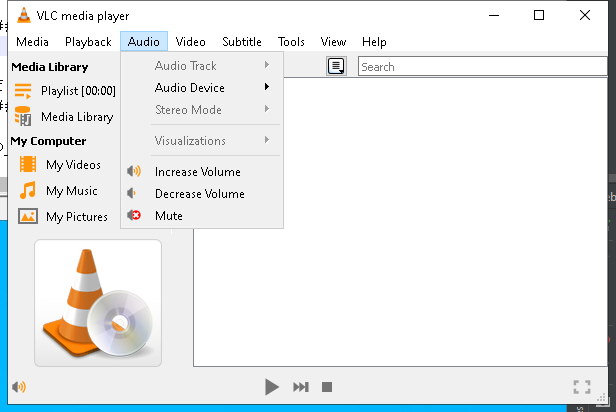 VLC media player
Media Playback Audio Video Subtitle Tools View Help
Media Library
Playlist [00:00]
Media Library
My Computer
My Videos
My Music
My Pictures
Audio Track
Audio Device
Stereo Mode
Visualizations
Increase Volume
Decrease Volume
Mute
Search